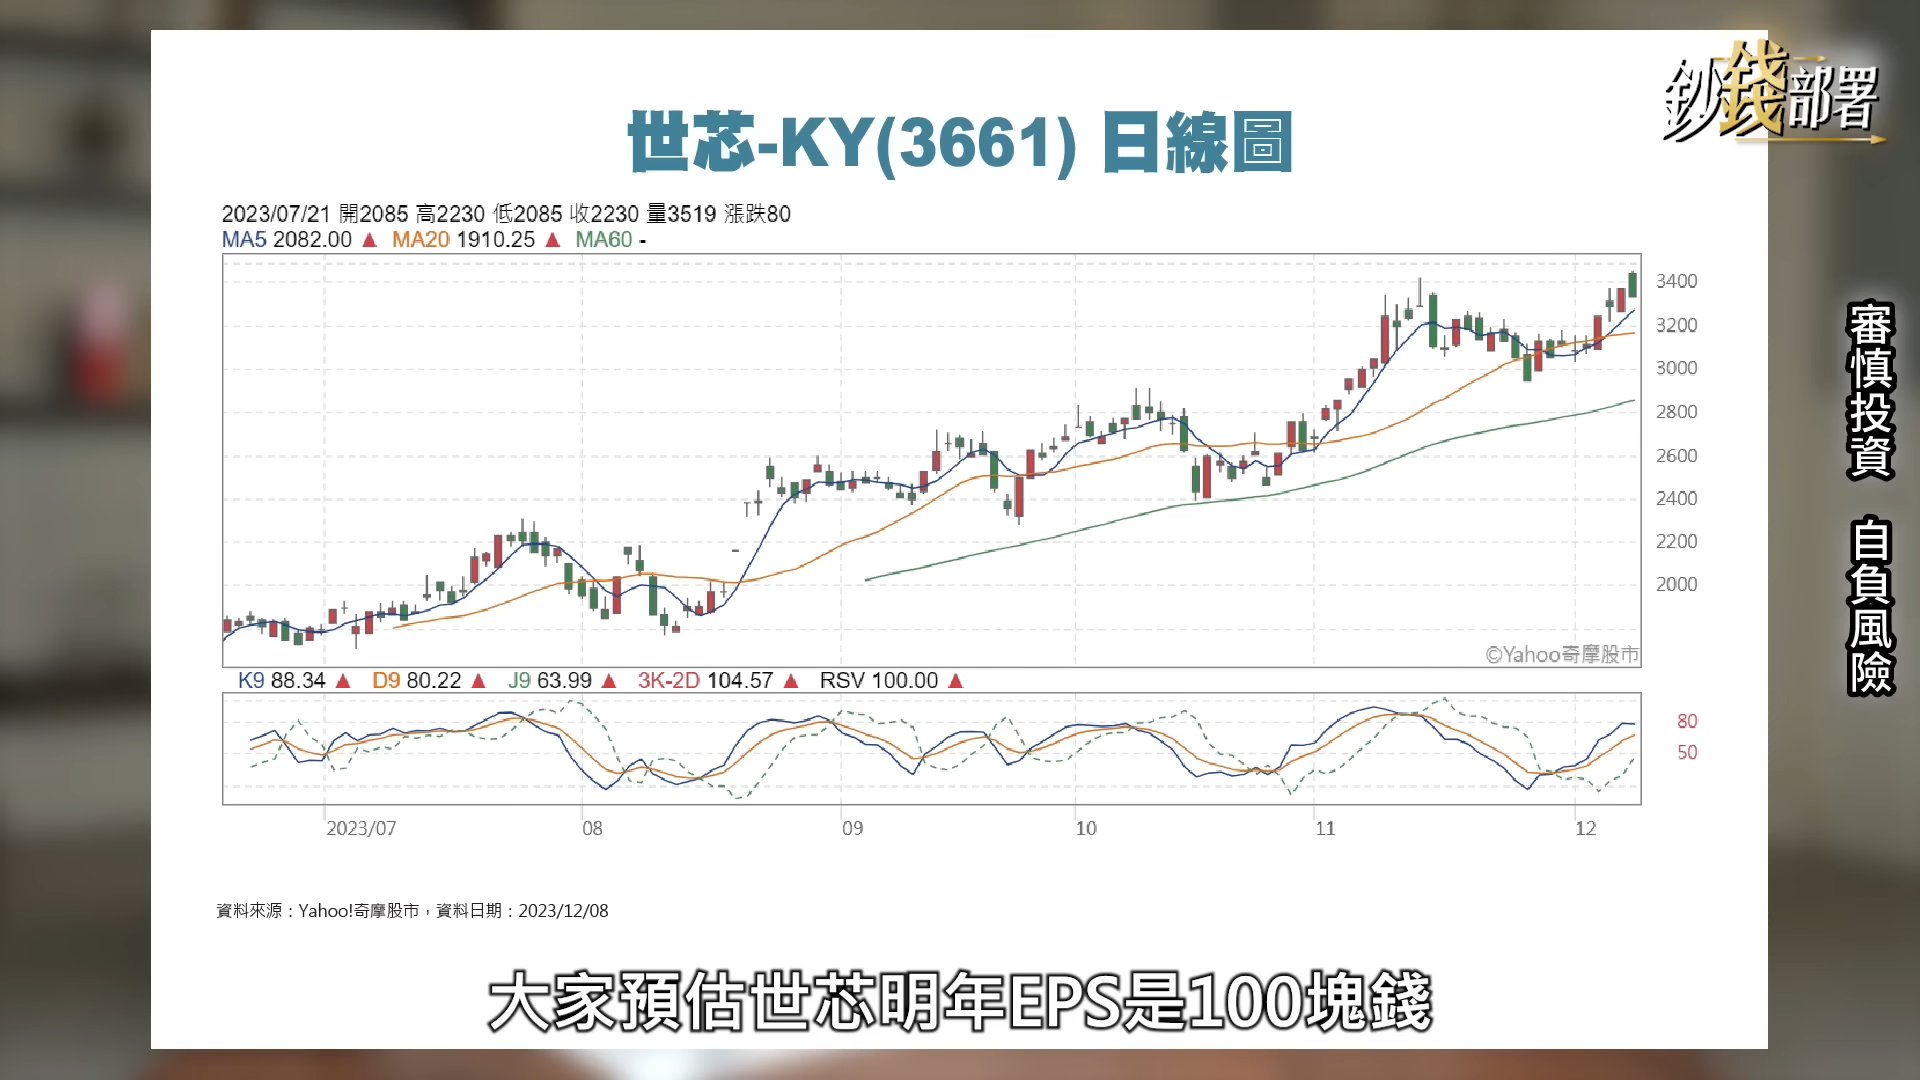 鈔錢部署
世芯-KY(3661) 日線圖
2023/07/21 開2085 高2230 低2085 收2230 量3519 漲跌80
MA5 2082.00 ▲ MA20 1910.25 ▲ MA60 -
3400
3200
3000
2800
2600
2400
2200
2000
©Yahoo奇摩股市
K9 88.34 ▲ D9 80.22 ▲ J9 63.99 ▲ 3K-2D 104.57 ▲ RSV 100.00 ▲
80
50
2023/07 08 09 10 11 12
資料來源：Yahoo!奇摩股市，資料日期：2023/12/08
大家預估世芯明年EPS是100塊錢
審慎投資 自負風險